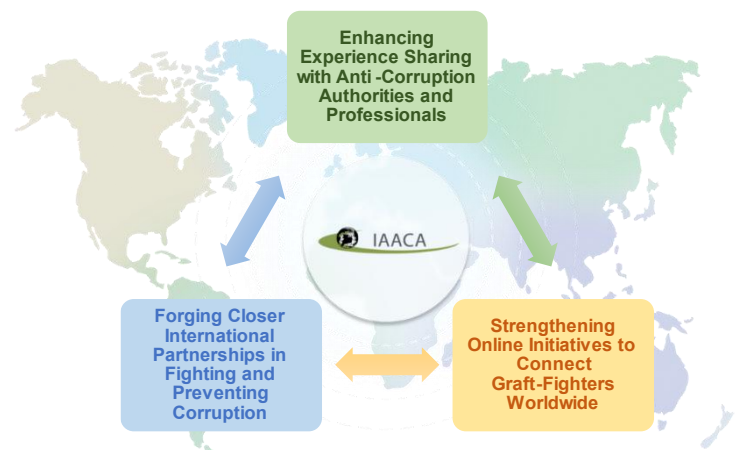 Enhancing
Experience Sharing
with Anti -Corruption
Authorities and
Professionals
IAACA
Forging Closer
International
Partnerships in
Fighting and
Preventing
Corruption
Strengthening
Online Initiatives to
Connect
Graft-Fighters
Worldwide